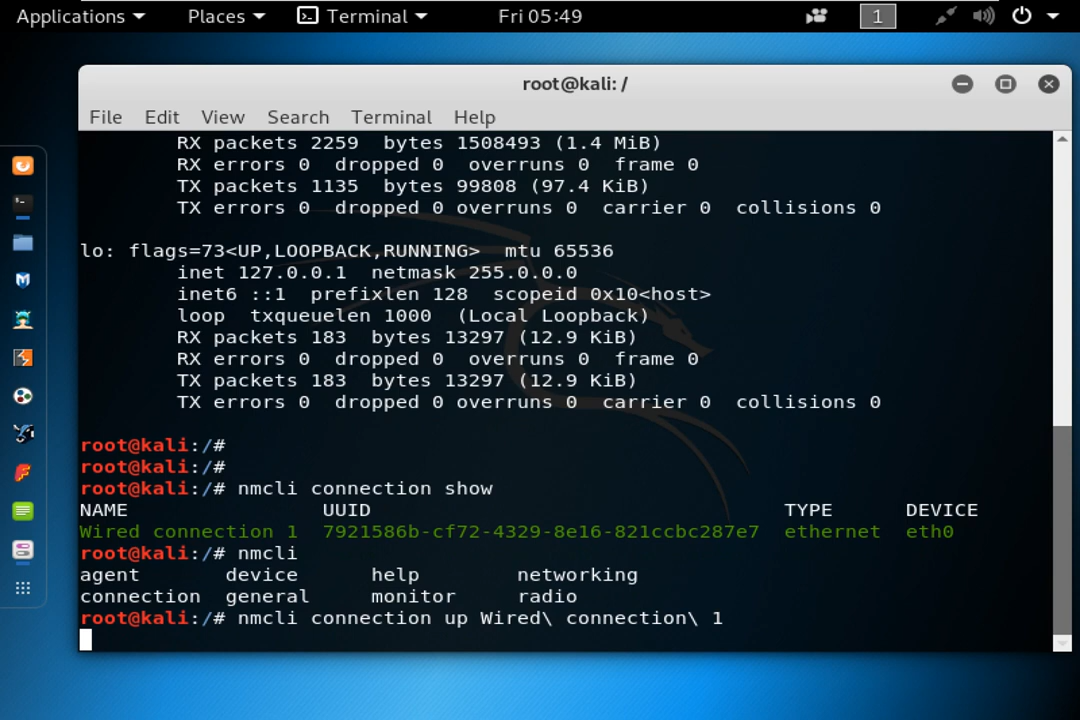 Applications Places Terminal Fri 05:49 1
root@kali: /
File Edit View Search Terminal Help
RX packets 2259 bytes 1508493 (1.4 MiB)
RX errors 0 dropped 0 overruns 0 frame 0
TX packets 1135 bytes 99808 (97.4 KiB)
TX errors 0 dropped 0 overruns 0 carrier 0 collisions 0
lo: flags=73<UP,LOOPBACK,RUNNING> mtu 65536
inet 127.0.0.1 netmask 255.0.0.0
inet6 ::1 prefixlen 128 scopeid 0x10<host>
loop txqueuelen 1000 (Local Loopback)
RX packets 183 bytes 13297 (12.9 KiB)
RX errors 0 dropped 0 overruns 0 frame 0
TX packets 183 bytes 13297 (12.9 KiB)
TX errors 0 dropped 0 overruns 0 carrier 0 collisions 0
root@kali:/#
root@kali:/#
root@kali:/# nmcli connection show
NAME UUID TYPE DEVICE
Wired connection 1 7921586b-cf72-4329-8e16-821ccbc287e7 ethernet eth0
root@kali:/# nmcli
agent device help networking
connection general monitor radio
root@kali:/# nmcli connection up Wired\ connection\ 1